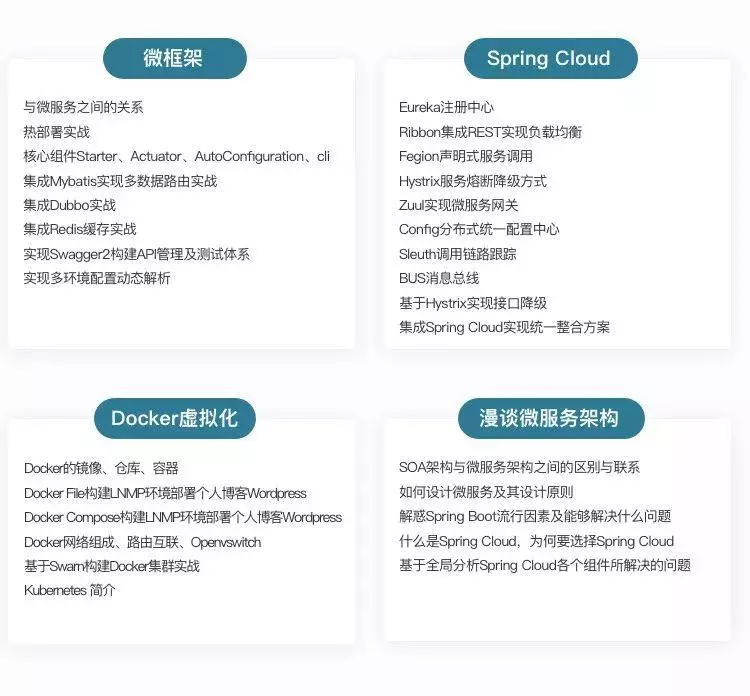 微框架
与微服务之间的关系
热部署实战
核心组件Starter、Actuator、AutoConfiguration、cli
集成Mybatis实现多数据路由实战
集成Dubbo实战
集成Redis缓存实战
实现Swagger2构建API管理及测试体系
实现多环境配置动态解析
Spring Cloud
Eureka注册中心
Ribbon集成REST实现负载均衡
Fegion声明式服务调用
Hystrix服务熔断降级方式
Zuul实现微服务网关
Config分布式统一配置中心
Sleuth调用链路跟踪
BUS消息总线
基于Hystrix实现接口降级
集成Spring Cloud实现统一整合方案
Docker虚拟化
Docker的镜像、仓库、容器
Docker File构建LNMP环境部署个人博客Wordpress
Docker Compose构建LNMP环境部署个人博客Wordpress
Docker网络组成、路由互联、Openvswitch
基于Swarn构建Docker集群实战
Kubernetes 简介
漫谈微服务架构
SOA架构与微服务架构之间的区别与联系
如何设计微服务及其设计原则
解惑Spring Boot流行因素及能够解决什么问题
什么是Spring Cloud，为何要选择Spring Cloud
基于全局分析Spring Cloud各个组件所解决的问题